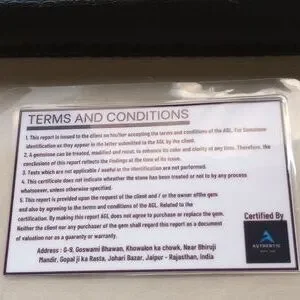 TERMS AND CONDITIONS
1. This report is issued to the client on his/her accepting the terms and conditions of the AGL. For Gemstone
identification as they appear in the letter submitted to the AGL by the client.
2. A gemstone can be treated, modified and resist, to enhance its color and clarity at any time. Therefore, the
conclusions of this report reflects the findings at the time of its issue.
3. Tests which are not applicable / useful in the identification are not performed.
4. This certificate does not indicate whether the stone has been treated or not to by any process
whatsoever, unless otherwise specified.
5. This report is provided upon the request of the client and / or the owner of the gem
and also by agreeing to the terms and conditions of the AGL. Related to the
certification. By making this report AGL does not agree to purchase or replace the gem.
Neither the client nor any purchaser of the gem shall regard this report as a document
of valuation nor as a guaranty or warranty.
Address : G-9, Goswami Bhawan, Khowalon ka chowk, Near Bhiruji
Mandir, Gopal ji ka Rasta, Johari Bazar, Jaipur - Rajasthan, India
Certified By
AUTHENTIC